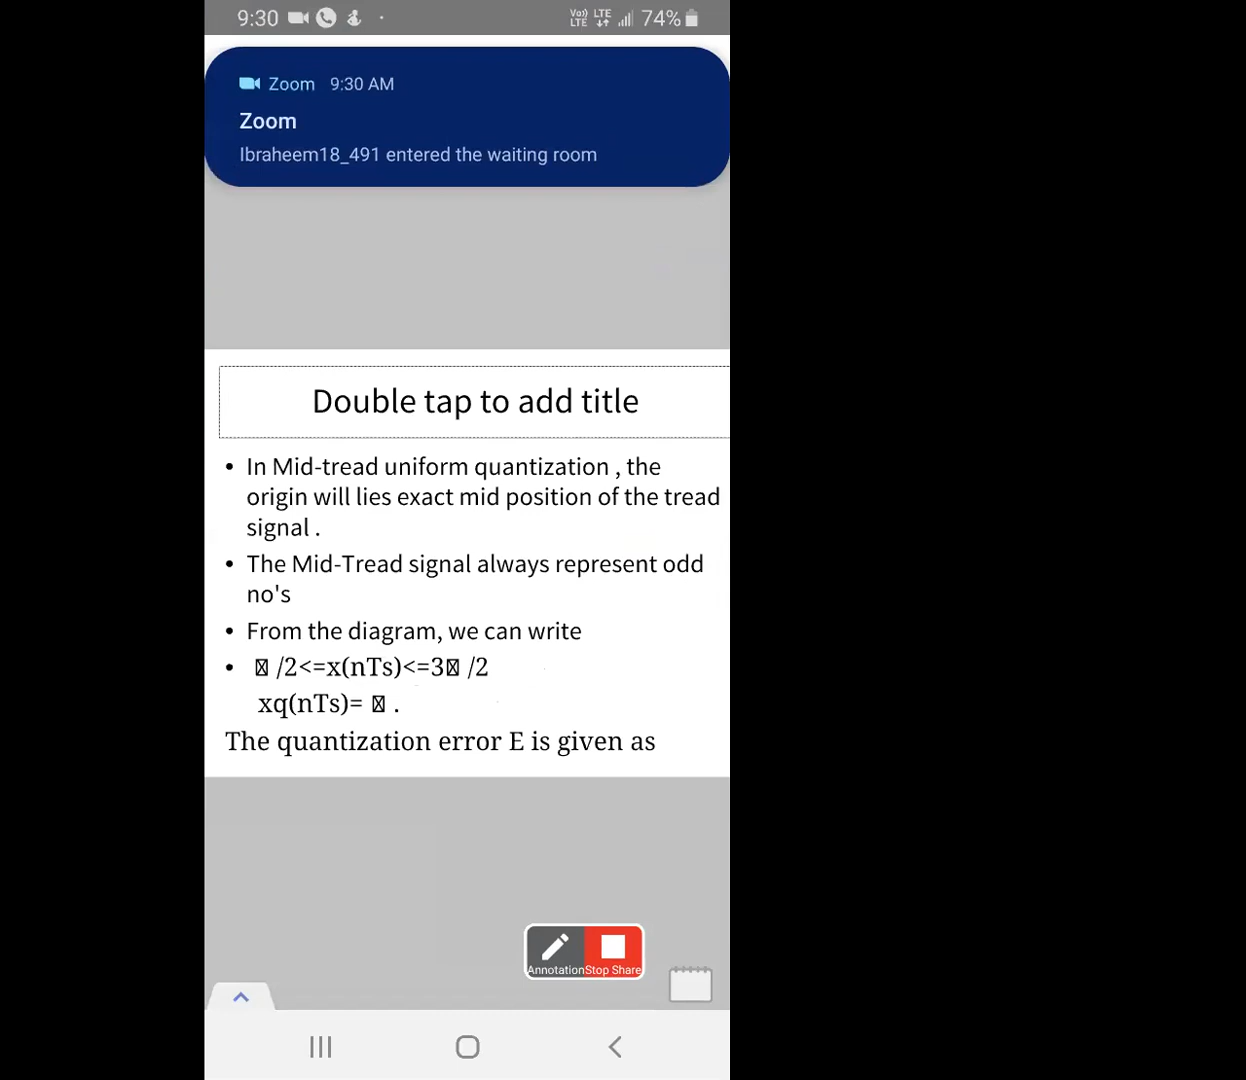 9:30 Vo) LTE LTE 74%
Zoom 9:30 AM
Zoom
Ibraheem18_491 entered the waiting room
Double tap to add title
• In Mid-tread uniform quantization , the
origin will lies exact mid position of the tread
signal .
• The Mid-Tread signal always represent odd
no's
• From the diagram, we can write
• /2<=x(nTs)<=3 /2
xq(nTs)= .
The quantization error E is given as
Annotation Stop Share